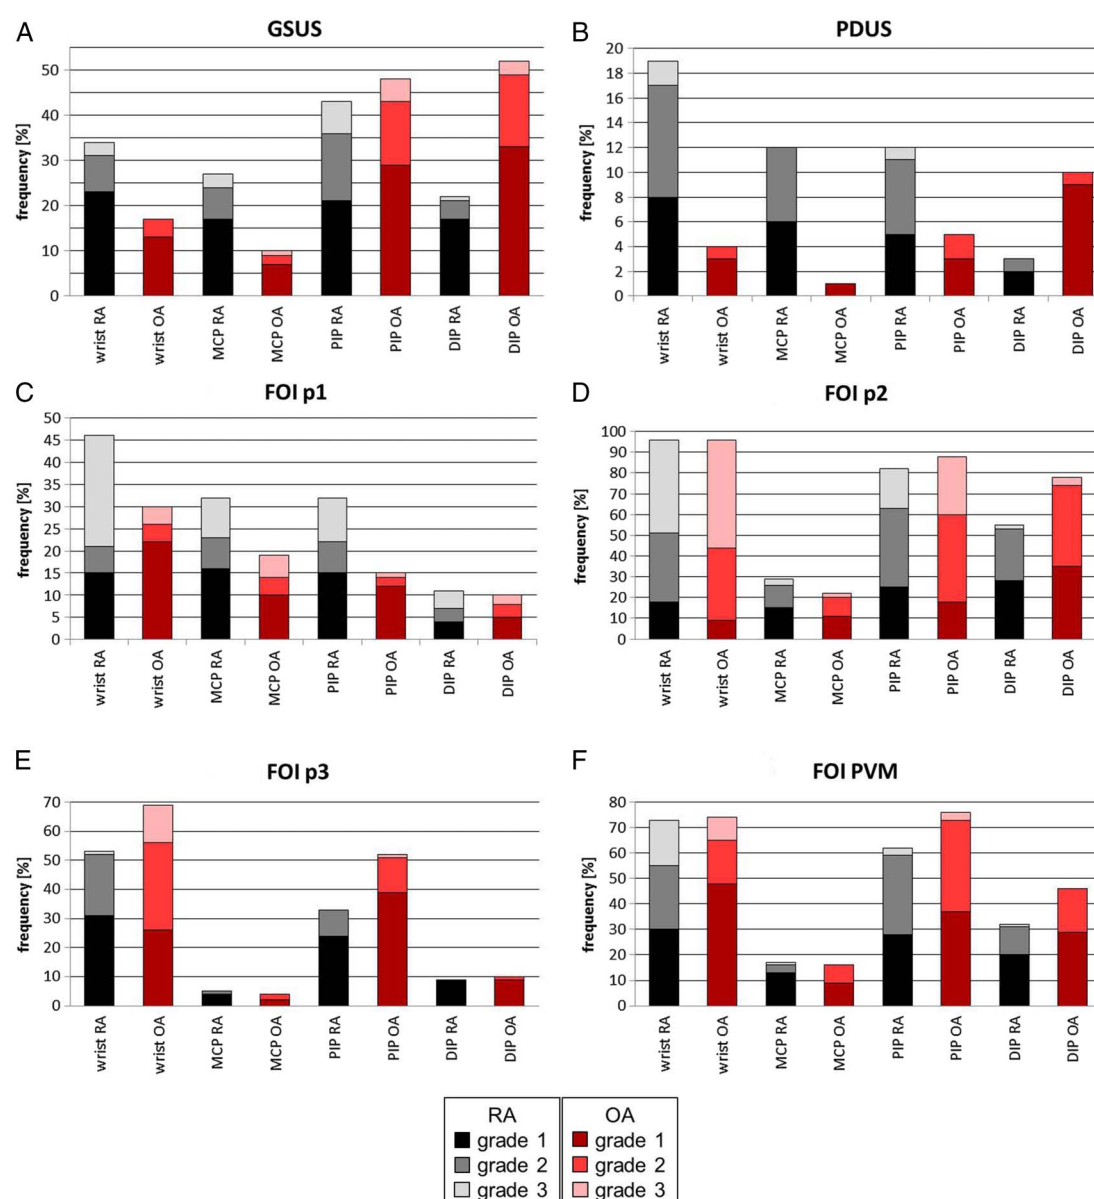 A
GSUS
frequency [%]
50
40
30
20
10
0
wrist RA
wrist OA
MCP RA
MCP OA
PIP RA
PIP OA
DIP RA
DIP OA
B
PDUS
frequency [%]
20
18
16
14
12
10
8
6
4
2
0
wrist RA
wrist OA
MCP RA
MCP OA
PIP RA
PIP OA
DIP RA
DIP OA
C
FOI p1
frequency [%]
50
45
40
35
30
25
20
15
10
5
0
wrist RA
wrist OA
MCP RA
MCP OA
PIP RA
PIP OA
DIP RA
DIP OA
D
FOI p2
frequency [%]
100
90
80
70
60
50
40
30
20
10
0
wrist RA
wrist OA
MCP RA
MCP OA
PIP RA
PIP OA
DIP RA
DIP OA
E
FOI p3
frequency [%]
70
60
50
40
30
20
10
0
wrist RA
wrist OA
MCP RA
MCP OA
PIP RA
PIP OA
DIP RA
DIP OA
F
FOI PVM
frequency [%]
80
70
60
50
40
30
20
10
0
wrist RA
wrist OA
MCP RA
MCP OA
PIP RA
PIP OA
DIP RA
DIP OA
RA
grade 1
grade 2
grade 3
OA
grade 1
grade 2
grade 3